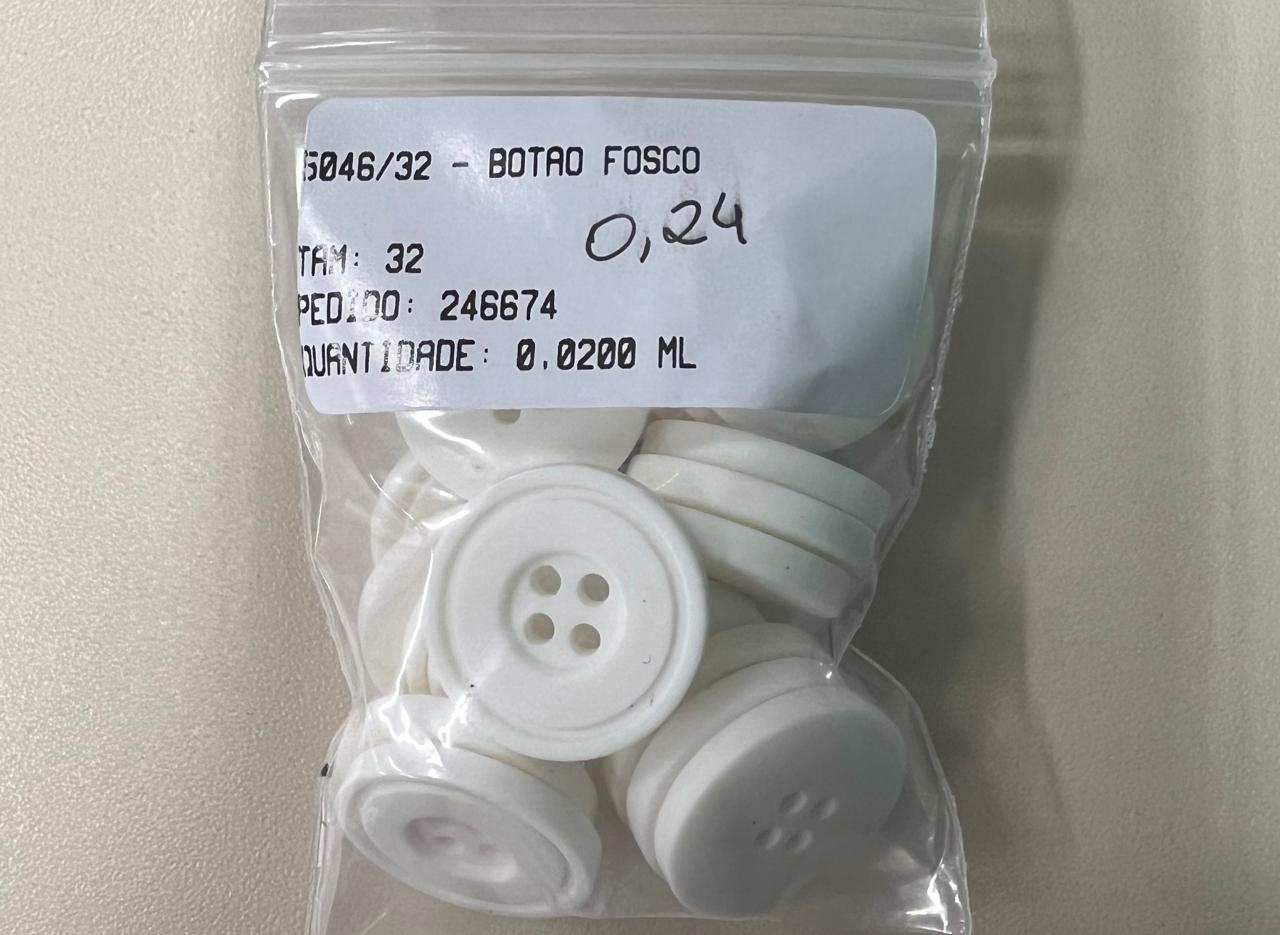 5046/32 - BOTAO FOSCO
0,24
TAM: 32
PEDIDO: 246674
QUANTIDADE: 0.0200 ML